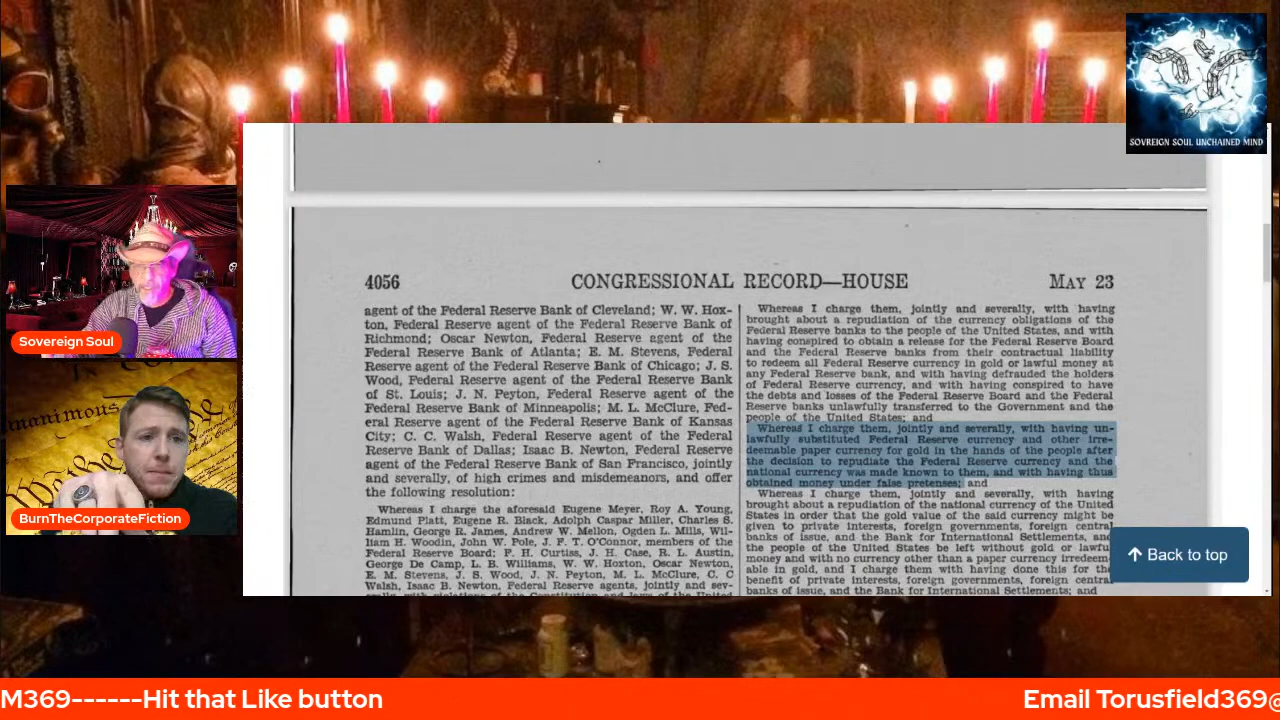 SOVREIGN SOUL UNCHAINED MIND
4056 CONGRESSIONAL RECORD—HOUSE MAY 23
agent of the Federal Reserve Bank of Cleveland; W. W. Hox-
ton, Federal Reserve agent of the Federal Reserve Bank of
Richmond; Oscar Newton, Federal Reserve agent of the
Federal Reserve Bank of Atlanta; E. M. Stevens, Federal
Reserve agent of the Federal Reserve Bank of Chicago; J. S.
Wood, Federal Reserve agent of the Federal Reserve Bank
of St. Louis; J. N. Peyton, Federal Reserve agent of the
Federal Reserve Bank of Minneapolis; M. L. McClure, Fed-
eral Reserve agent of the Federal Reserve Bank of Kansas
City; C. C. Walsh, Federal Reserve agent of the Federal
Reserve Bank of Dallas; Isaac B. Newton, Federal Reserve
agent of the Federal Reserve Bank of San Francisco, jointly
and severally, of high crimes and misdemeanors, and offer
the following resolution:
Whereas I charge the aforesaid Eugene Meyer, Roy A. Young,
Edmund Platt, Eugene R. Black, Adolph Caspar Miller, Charles S.
Hamlin, George R. James, Andrew W. Mellon, Ogden L. Mills, Wil-
liam H. Woodin, John W. Pole, J. F. T. O'Connor, members of the
Federal Reserve Board; F. H. Curtiss, J. H. Case, R. L. Austin,
George De Camp, L. B. Williams, W. W. Hoxton, Oscar Newton,
E. M. Stevens, J. S. Wood, J. N. Peyton, M. L. McClure, C. C
Walsh, Isaac B. Newton, Federal Reserve agents, jointly and sev-
erally, with violations of the Constitution and laws of the United
Whereas I charge them, jointly and severally, with having
brought about a repudiation of the currency obligations of the
Federal Reserve banks to the people of the United States, and with
having conspired to obtain a release for the Federal Reserve Board
and the Federal Reserve banks from their contractual liability
to redeem all Federal Reserve currency in gold or lawful money at
any Federal Reserve bank, and with having defrauded the holders
of Federal Reserve currency, and with having conspired to have
the debts and losses of the Federal Reserve Board and the Federal
Reserve banks unlawfully transferred to the Government and the
people of the United States; and
Whereas I charge them, jointly and severally, with having un-
lawfully substituted Federal Reserve currency and other irre-
deemable paper currency for gold in the hands of the people after
the decision to repudiate the Federal Reserve currency and the
national currency was made known to them, and with having thus
obtained money under false pretenses; and
Whereas I charge them, jointly and severally, with having
brought about a repudiation of the national currency of the United
States in order that the gold value of the said currency might be
given to private interests, foreign governments, foreign central
banks of issue, and the Bank for International Settlements, and
the people of the United States be left without gold or lawfu
money and with no currency other than a paper currency irredeem-
able in gold, and I charge them with having done this for the
benefit of private interests, foreign governments, foreign central
banks of issue, and the Bank for International Settlements; and
Back to top
Sovereign Soul
BurnTheCorporateFiction
M369------Hit that Like button
Email Torusfield369@